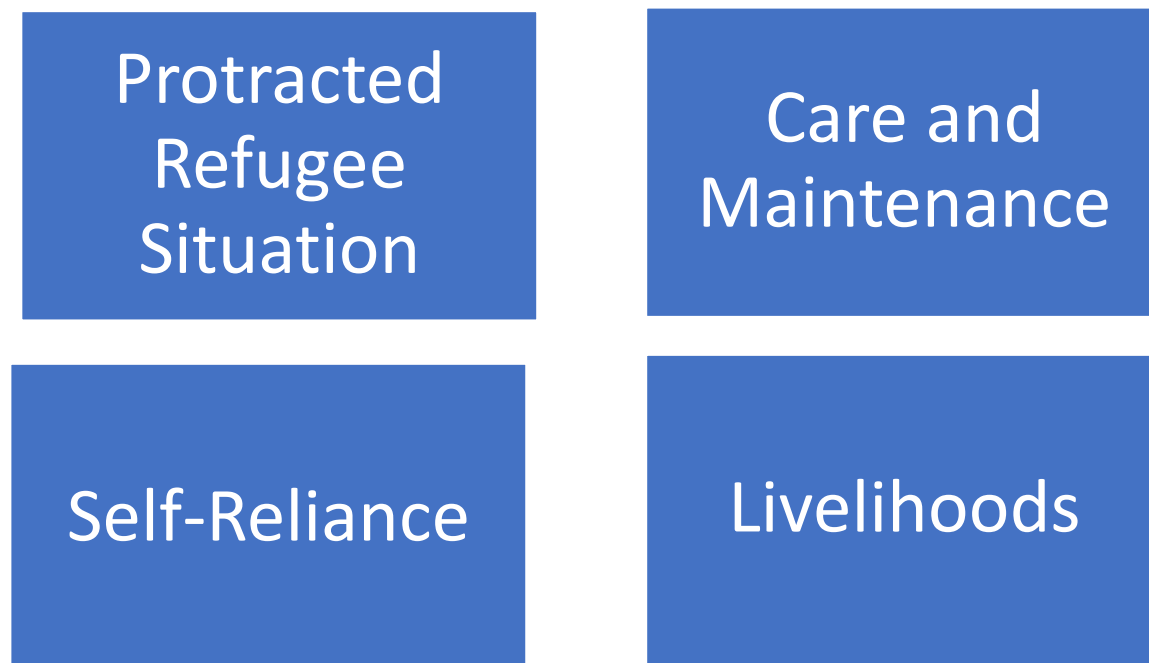 Protracted
Refugee
Situation
Care and
Maintenance
Self-Reliance
Livelihoods